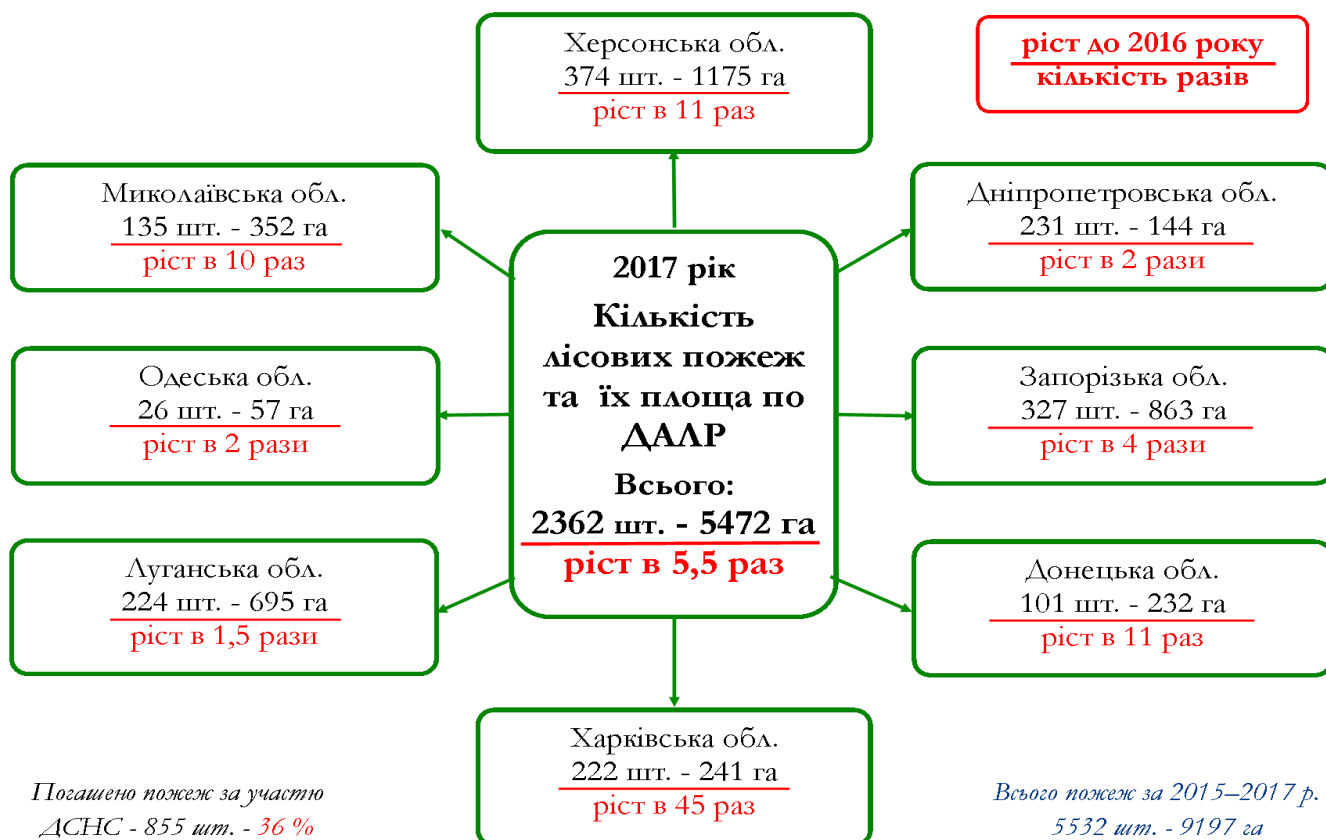 Херсонська обл.
374 шт. - 1175 га
ріст в 11 раз
ріст до 2016 року
кількість разів
Миколаївська обл.
135 шт. - 352 га
ріст в 10 раз
Дніпропетровська обл.
231 шт. - 144 га
ріст в 2 рази
2017 рік
Кількість
лісових пожеж
та їх площа по
ДАЛР
Всього:
2362 шт. - 5472 га
ріст в 5,5 раз
Одеська обл.
26 шт. - 57 га
ріст в 2 рази
Запорізька обл.
327 шт. - 863 га
ріст в 4 рази
Луганська обл.
224 шт. - 695 га
ріст в 1,5 рази
Донецька обл.
101 шт. - 232 га
ріст в 11 раз
Харківська обл.
222 шт. - 241 га
ріст в 45 раз
Погашено пожеж за участю
ДСНС - 855 шт. - 36 %
Всього пожеж за 2015–2017 р.
5532 шт. - 9197 га